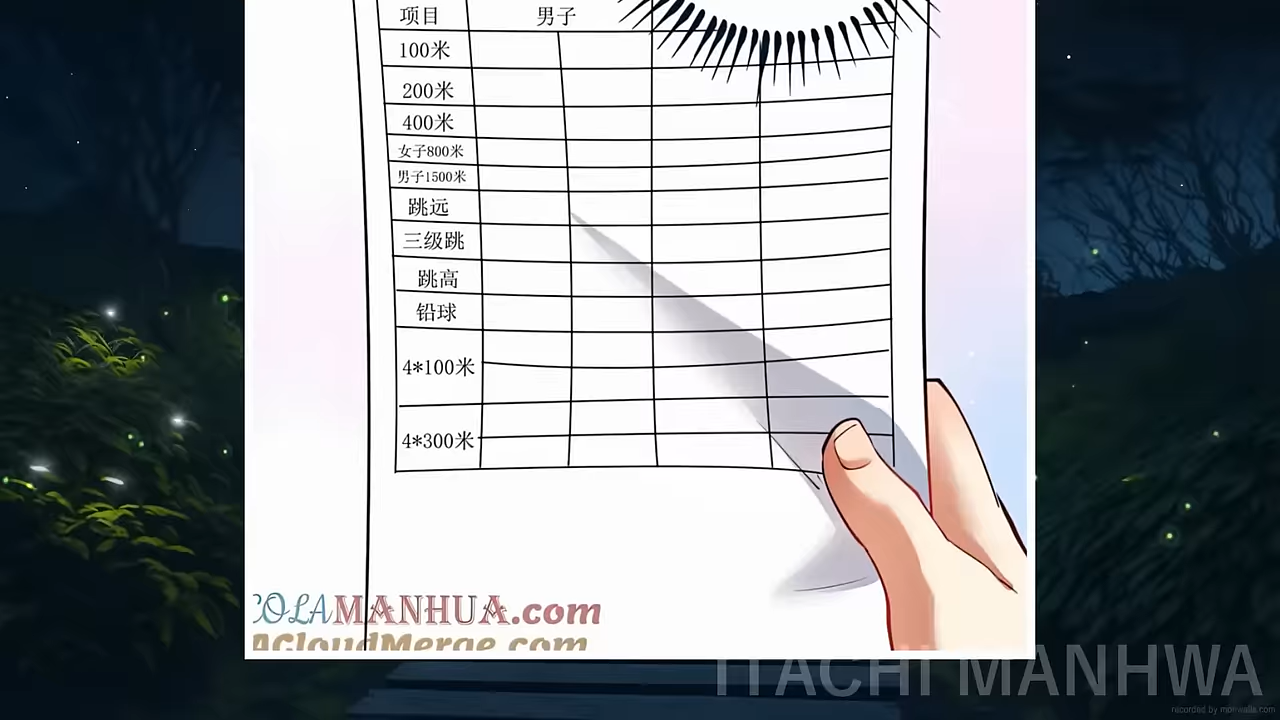 项目 男子
100米
200米
400米
女子800米
男子1500米
跳远
三级跳
跳高
铅球
4*100米
4*300米
COLAMANHUA.com
ACloudMerge.com
ITACHI MANHWA